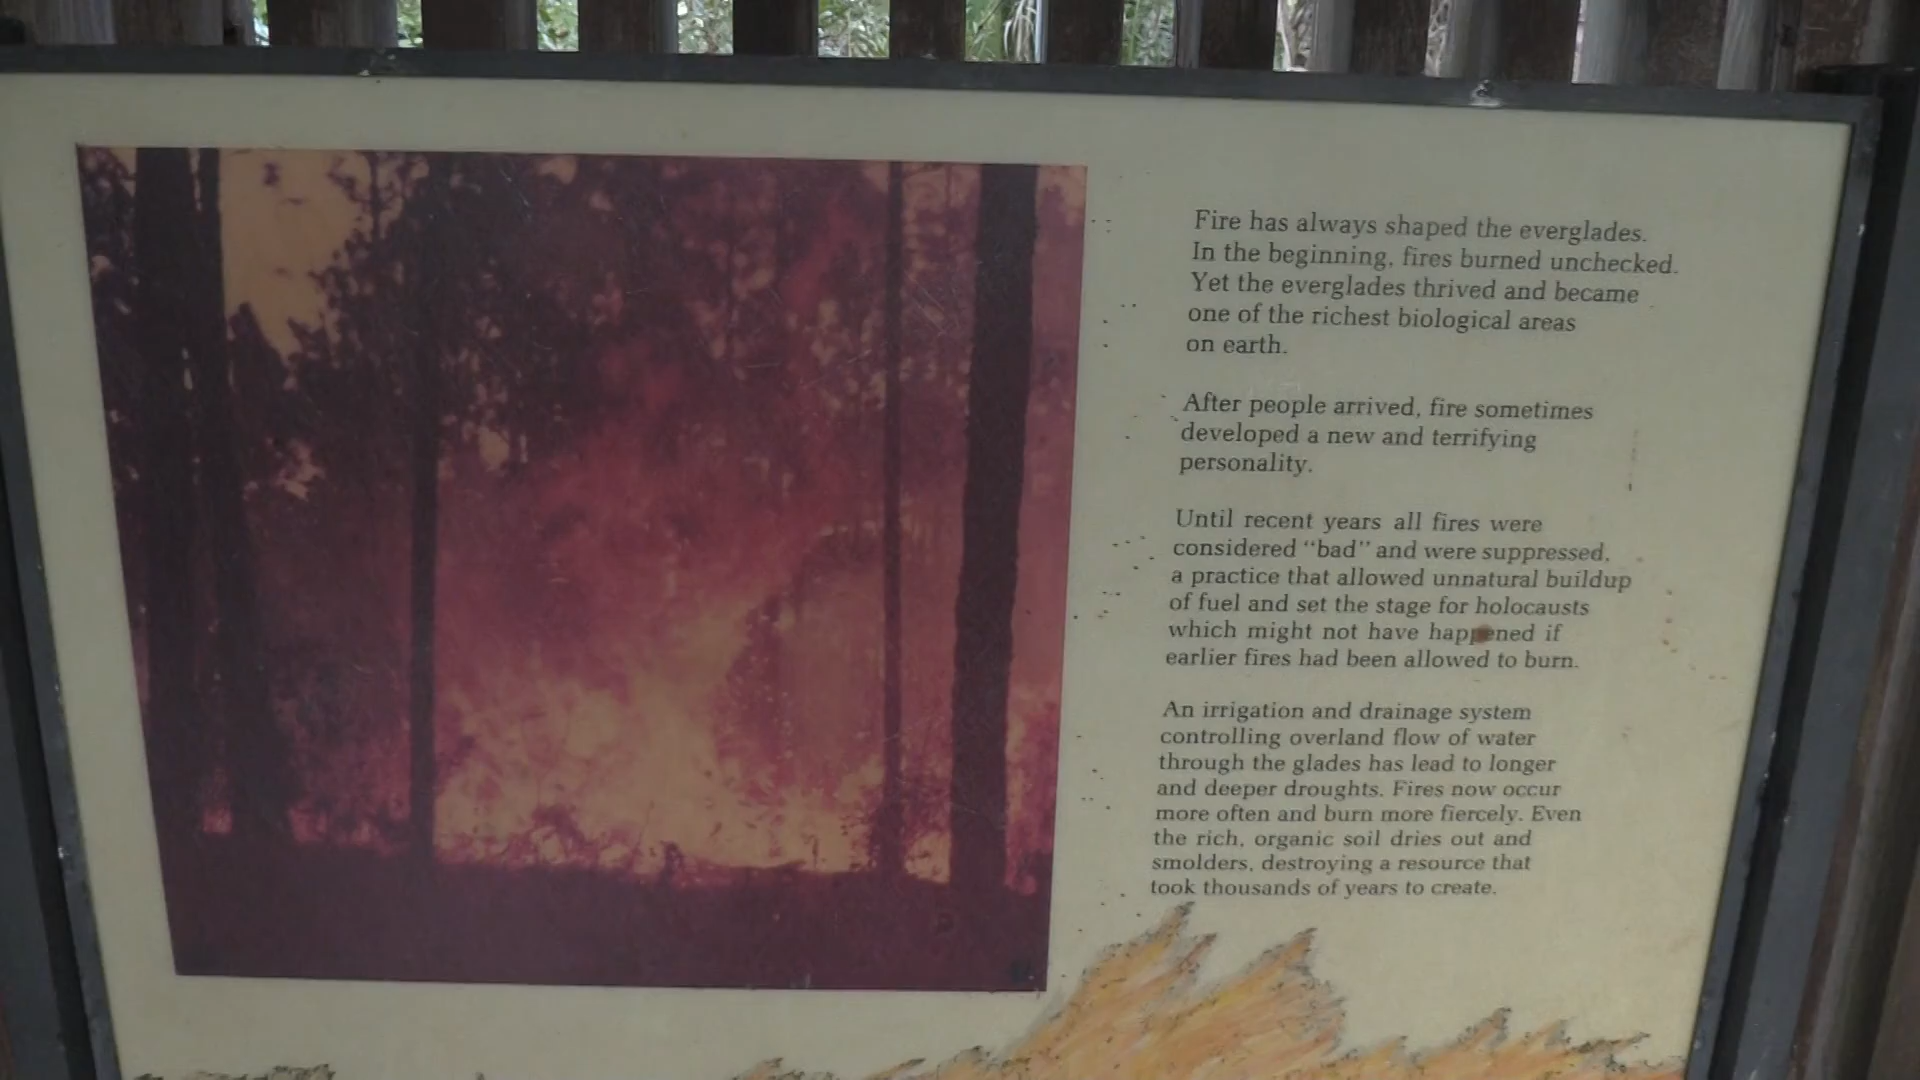 Fire has always shaped the everglades.
In the beginning, fires burned unchecked.
Yet the everglades thrived and became
one of the richest biological areas
on earth.
After people arrived, fire sometimes
developed a new and terrifying
personality.
Until recent years all fires were
considered "bad" and were suppressed,
a practice that allowed unnatural buildup
of fuel and set the stage for holocausts
which might not have happened if
earlier fires had been allowed to burn.
An irrigation and drainage system
controlling overland flow of water
through the glades has lead to longer
and deeper droughts. Fires now occur
more often and burn more fiercely. Even
the rich, organic soil dries out and
smolders, destroying a resource that
took thousands of years to create.